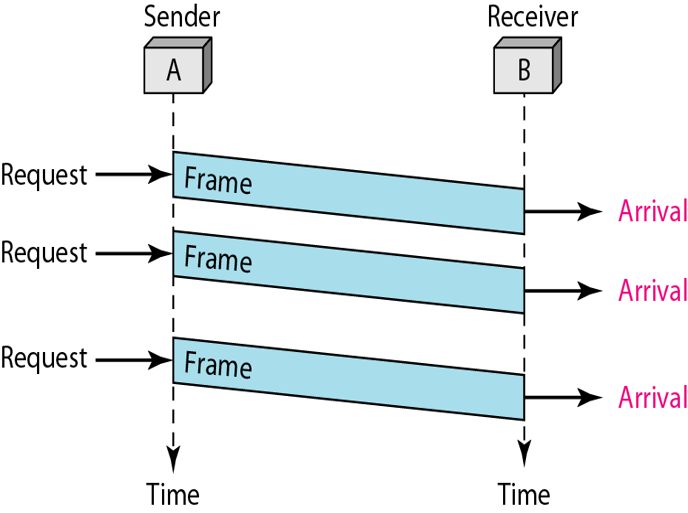 Sender Receiver
A B
Request Frame
Arrival
Request Frame
Arrival
Request Frame
Arrival
Time Time